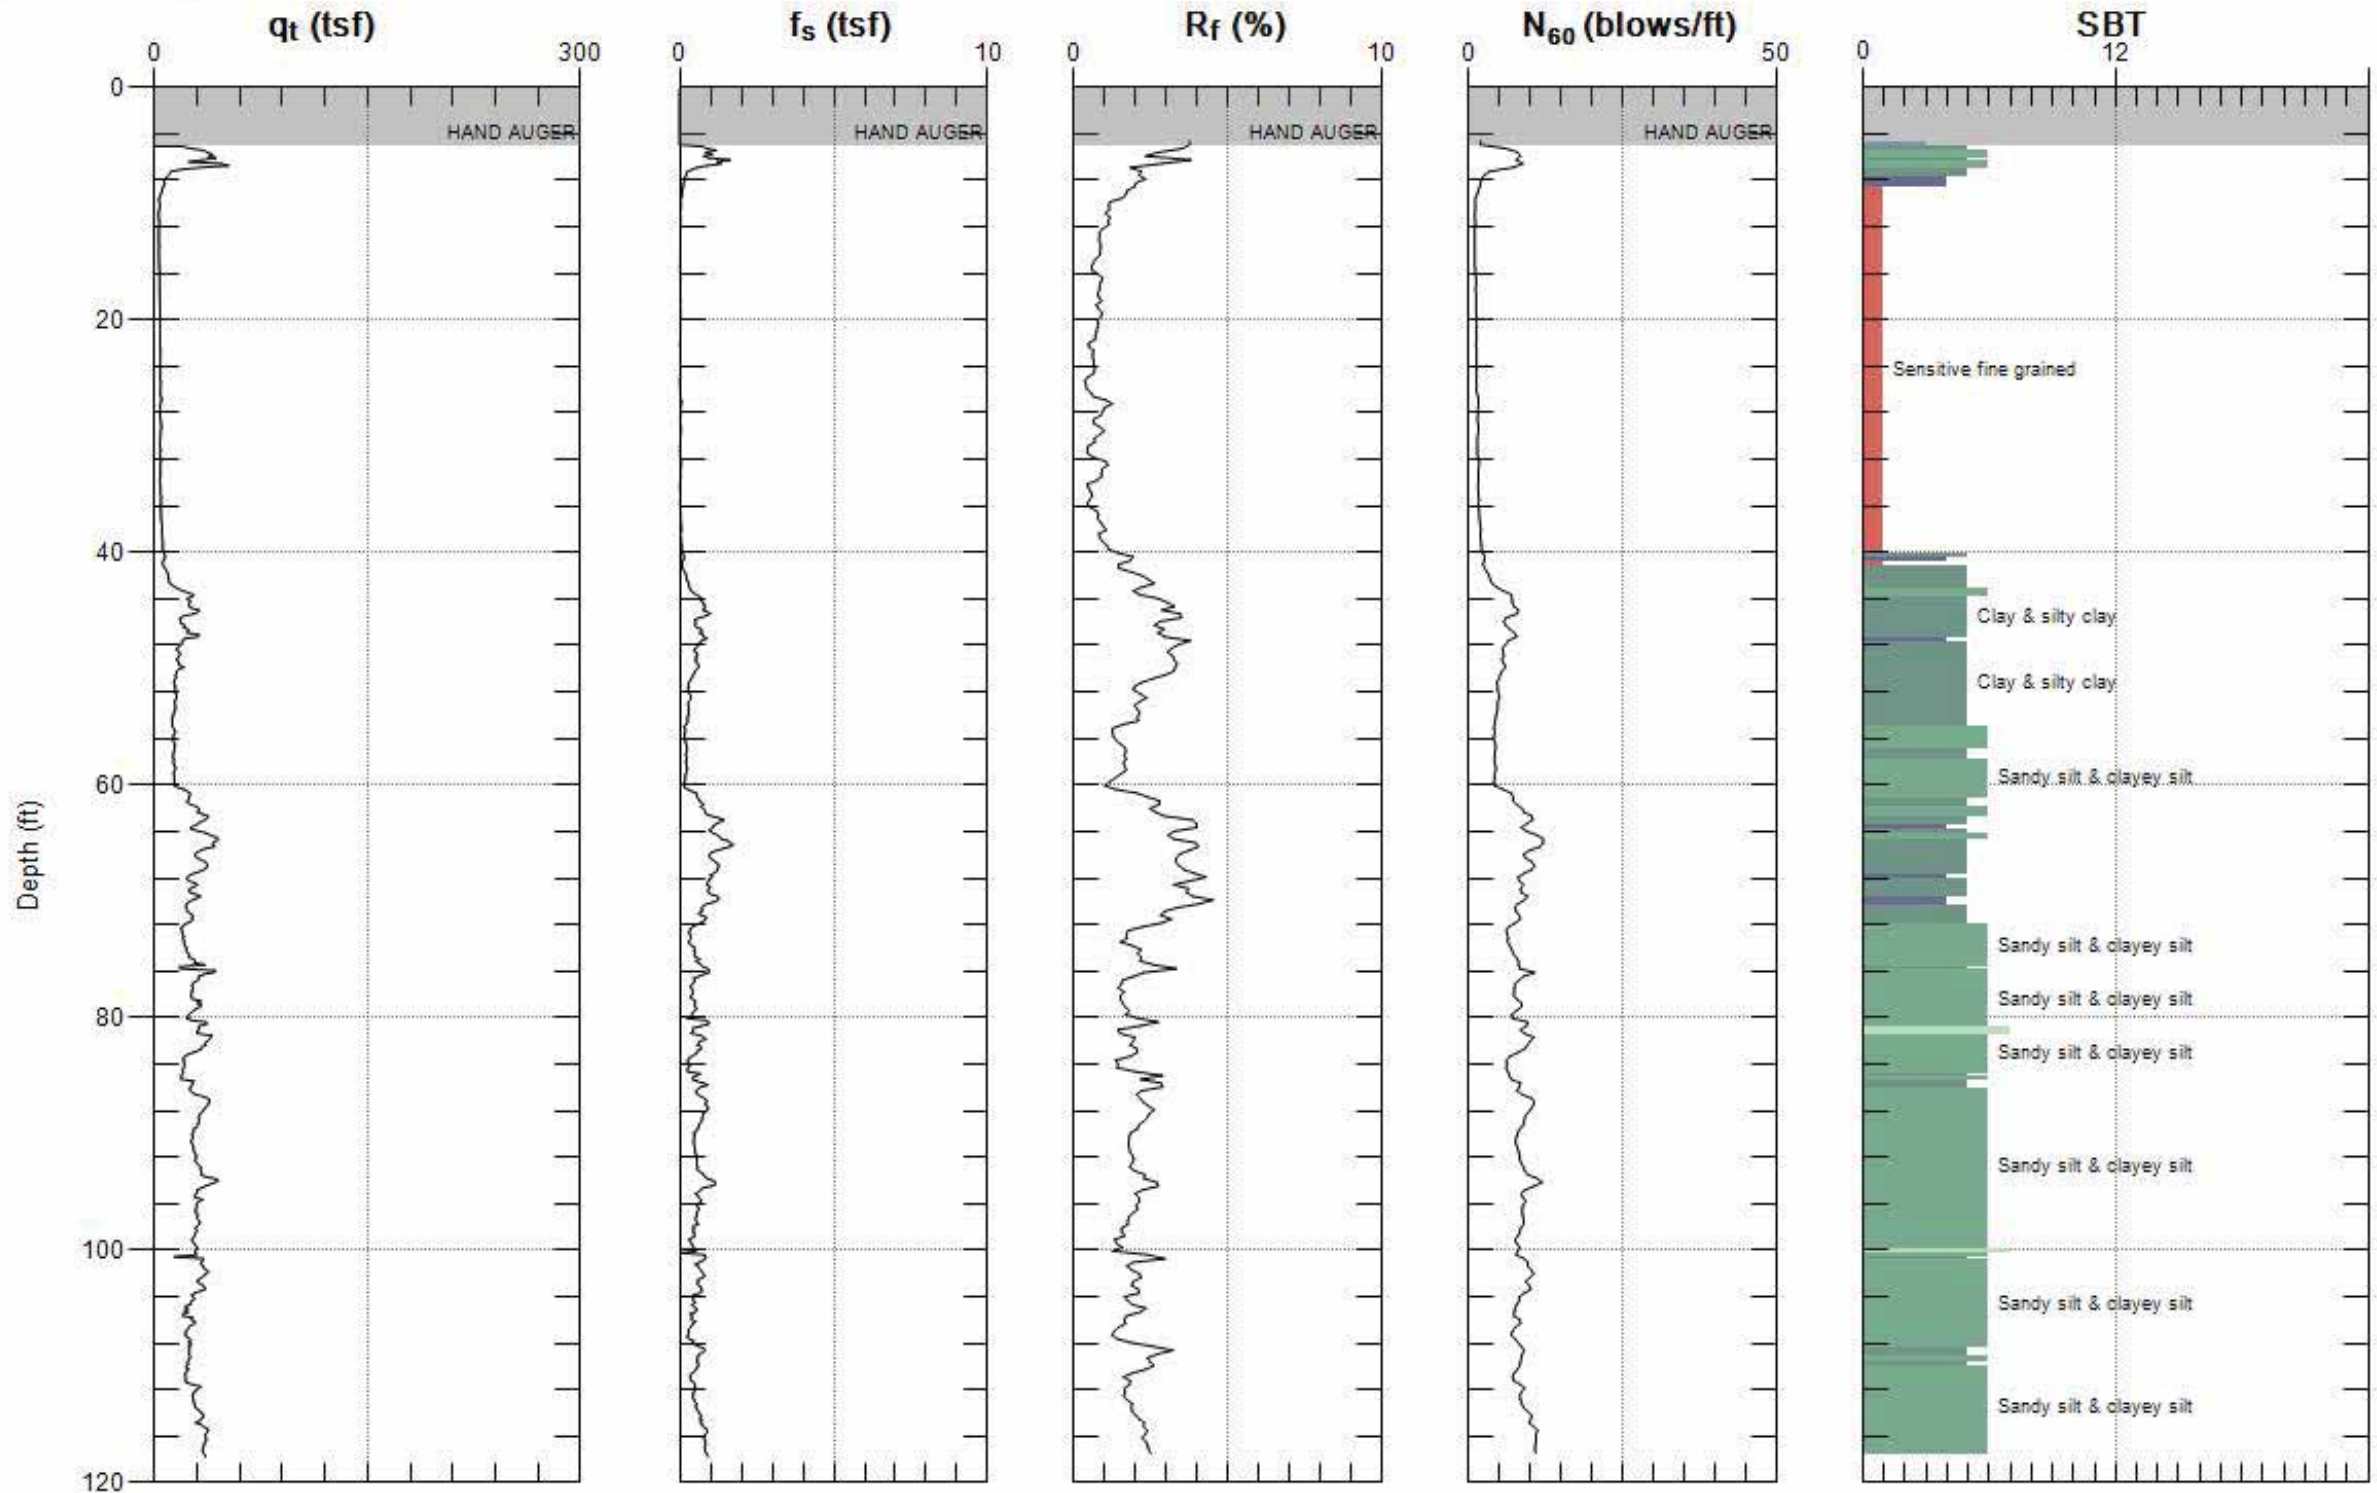 qt (tsf) fs (tsf) Rf (%) N60 (blows/ft) SBT
0 300 0 10 0 10 0 50 0 12
0
HAND AUGER HAND AUGER HAND AUGER HAND AUGER
20
Sensitive fine grained
40
Clay & silty clay
Clay & silty clay
60
Sandy silt & clayey silt
Depth (ft)
Sandy silt & clayey silt
Sandy silt & clayey silt
80
Sandy silt & clayey silt
Sandy silt & clayey silt
100
Sandy silt & clayey silt
Sandy silt & clayey silt
120